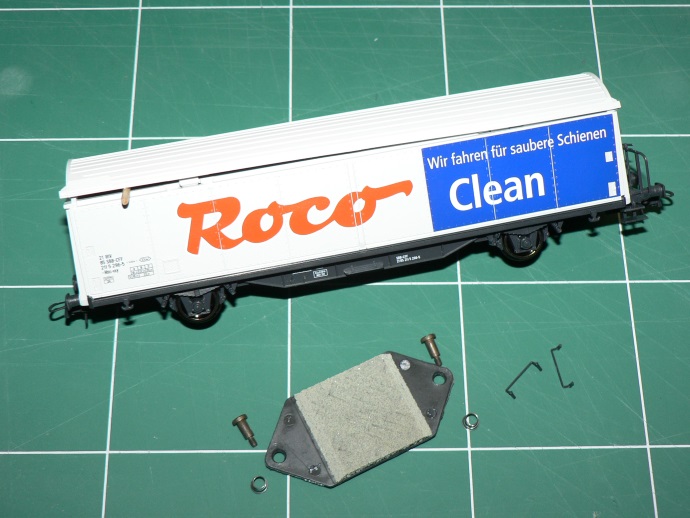 Roco
Wir fahren für saubere Schienen
Clean